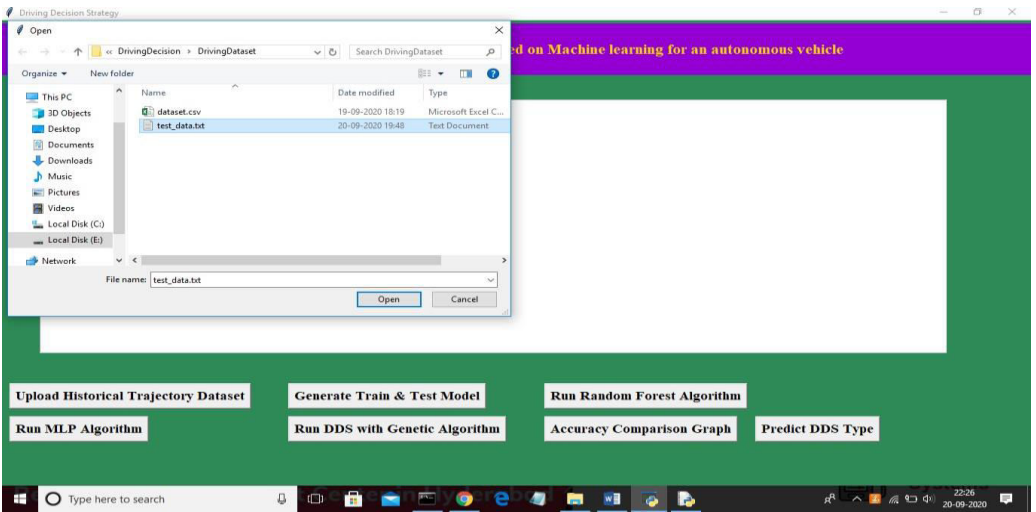 Driving Decision Strategy
Open
« DrivingDecision › DrivingDataset
Search DrivingDataset
ed on Machine learning for an autonomous vehicle
Organize
New folder
Name
Date modified
Type
dataset.csv
19-09-2020 18:19
Microsoft Excel C...
test_data.txt
20-09-2020 19:48
Text Document
This PC
3D Objects
Desktop
Documents
Downloads
Music
Pictures
Videos
Local Disk (C:)
Local Disk (E:)
Network
File name:
test_data.txt
Open
Cancel
Upload Historical Trajectory Dataset
Generate Train & Test Model
Run Random Forest Algorithm
Run MLP Algorithm
Run DDS with Genetic Algorithm
Accuracy Comparison Graph
Predict DDS Type
Type here to search
22:26
20-09-2020